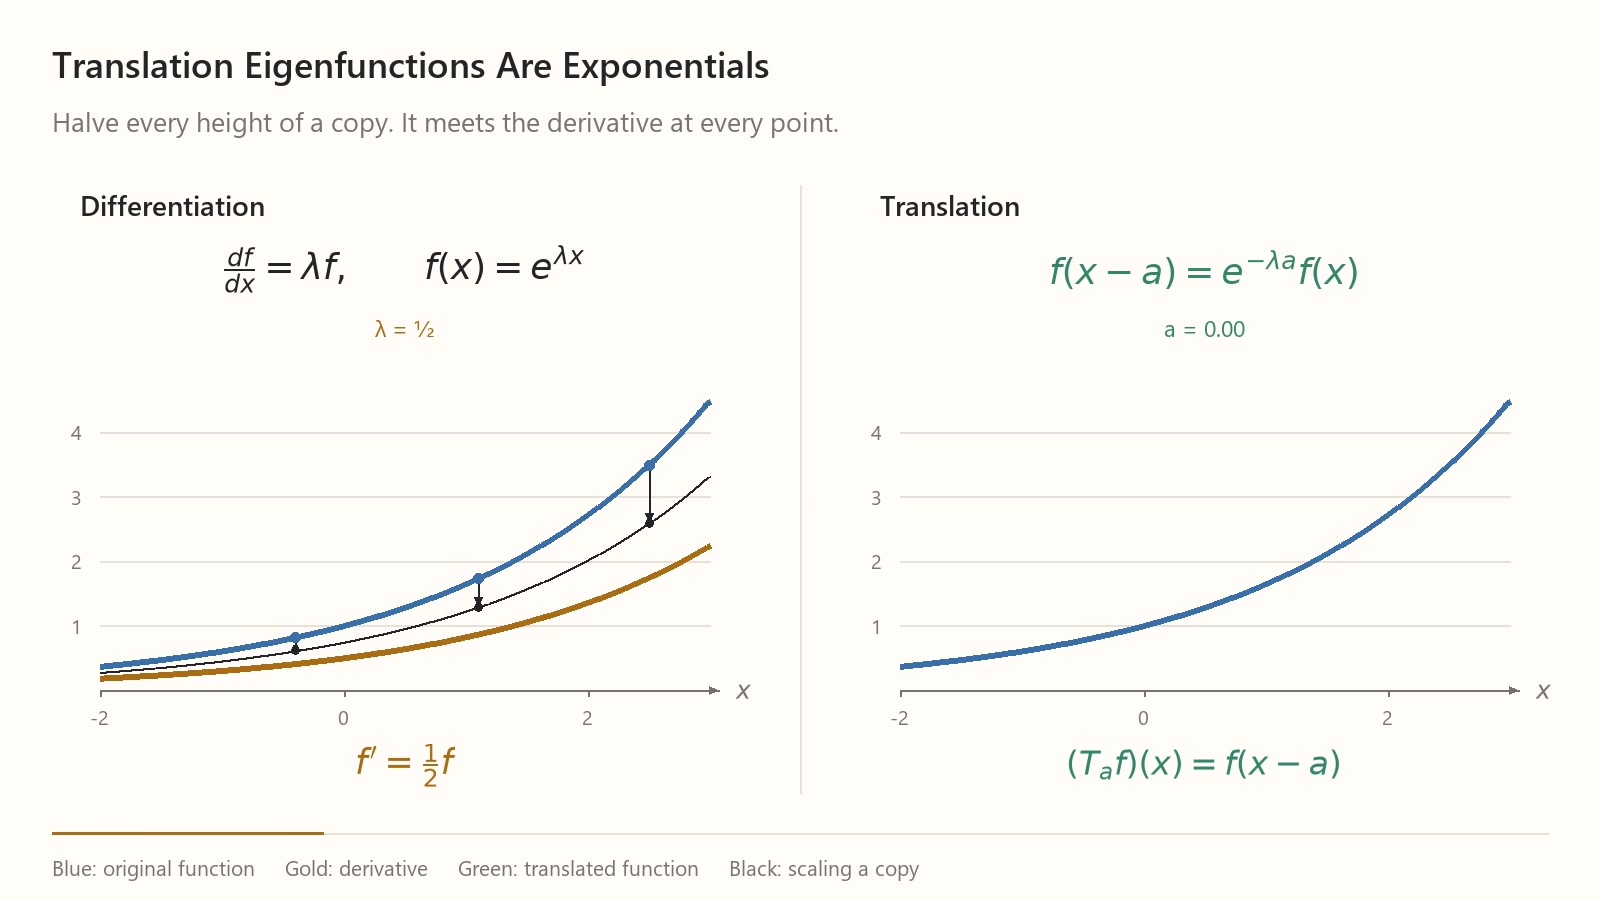 Translation Eigenfunctions Are Exponentials
Halve every height of a copy. It meets the derivative at every point.
Differentiation
df/dx = λf,  f(x) = e^{λx}
λ = ½
4
3
2
1
-2 0 2 x
f′ = 1/2 f
Translation
f(x − a) = e^{−λa}f(x)
a = 0.00
4
3
2
1
-2 0 2 x
(T_a f)(x) = f(x − a)
Blue: original function Gold: derivative Green: translated function Black: scaling a copy